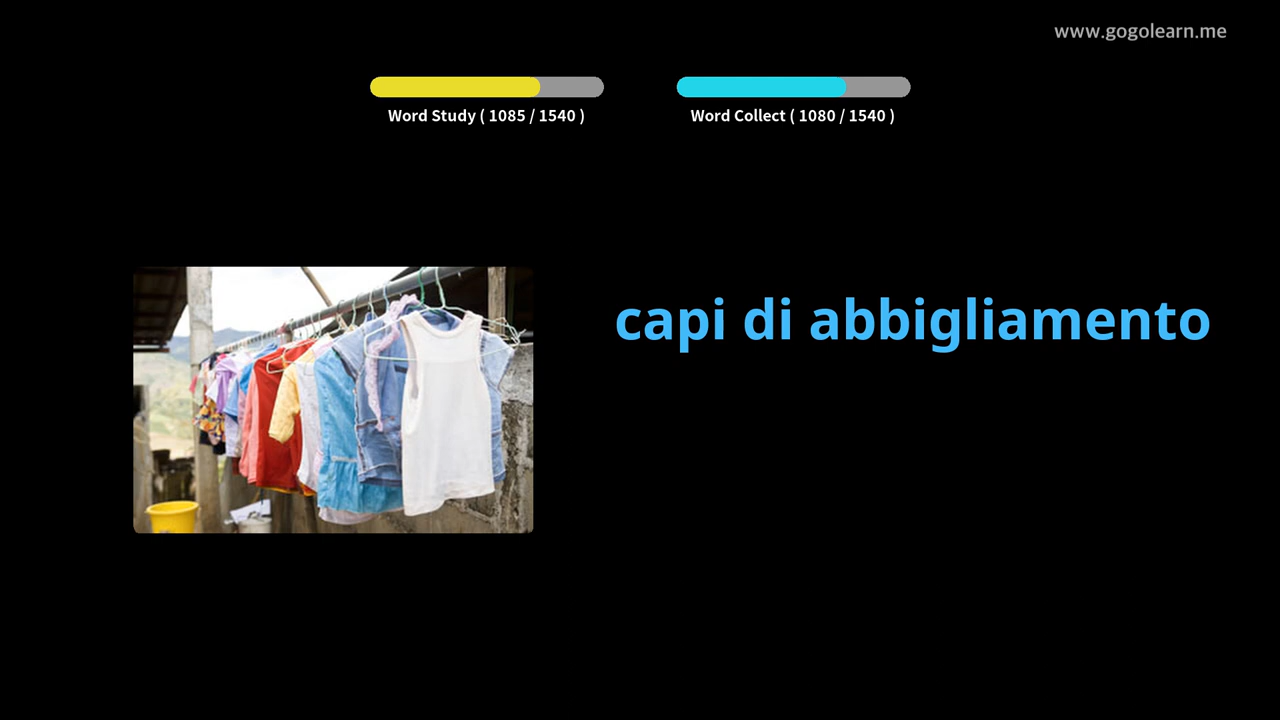 www.gogolearn.me
Word Study ( 1085 / 1540 )
Word Collect ( 1080 / 1540 )
capi di abbigliamento